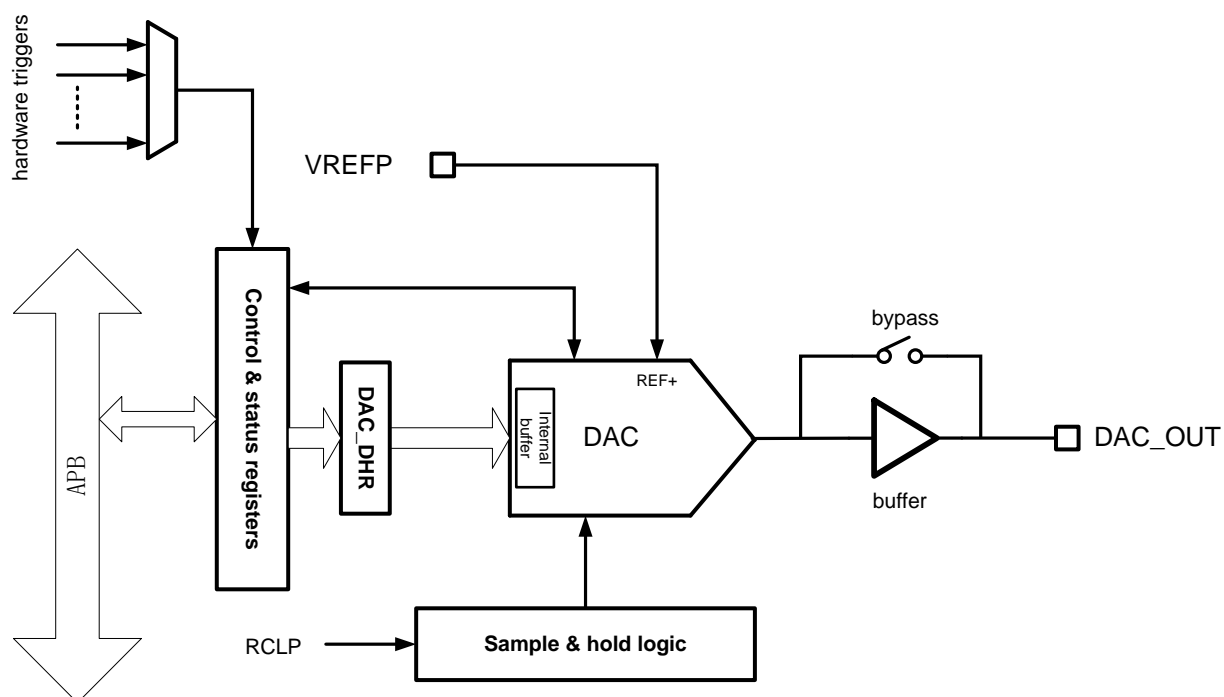 hardware triggers
VREFP
Control & status registers
bypass
REF+
DAC_DHR
Internal
buffer
DAC
DAC_OUT
APB
buffer
RCLP
Sample & hold logic